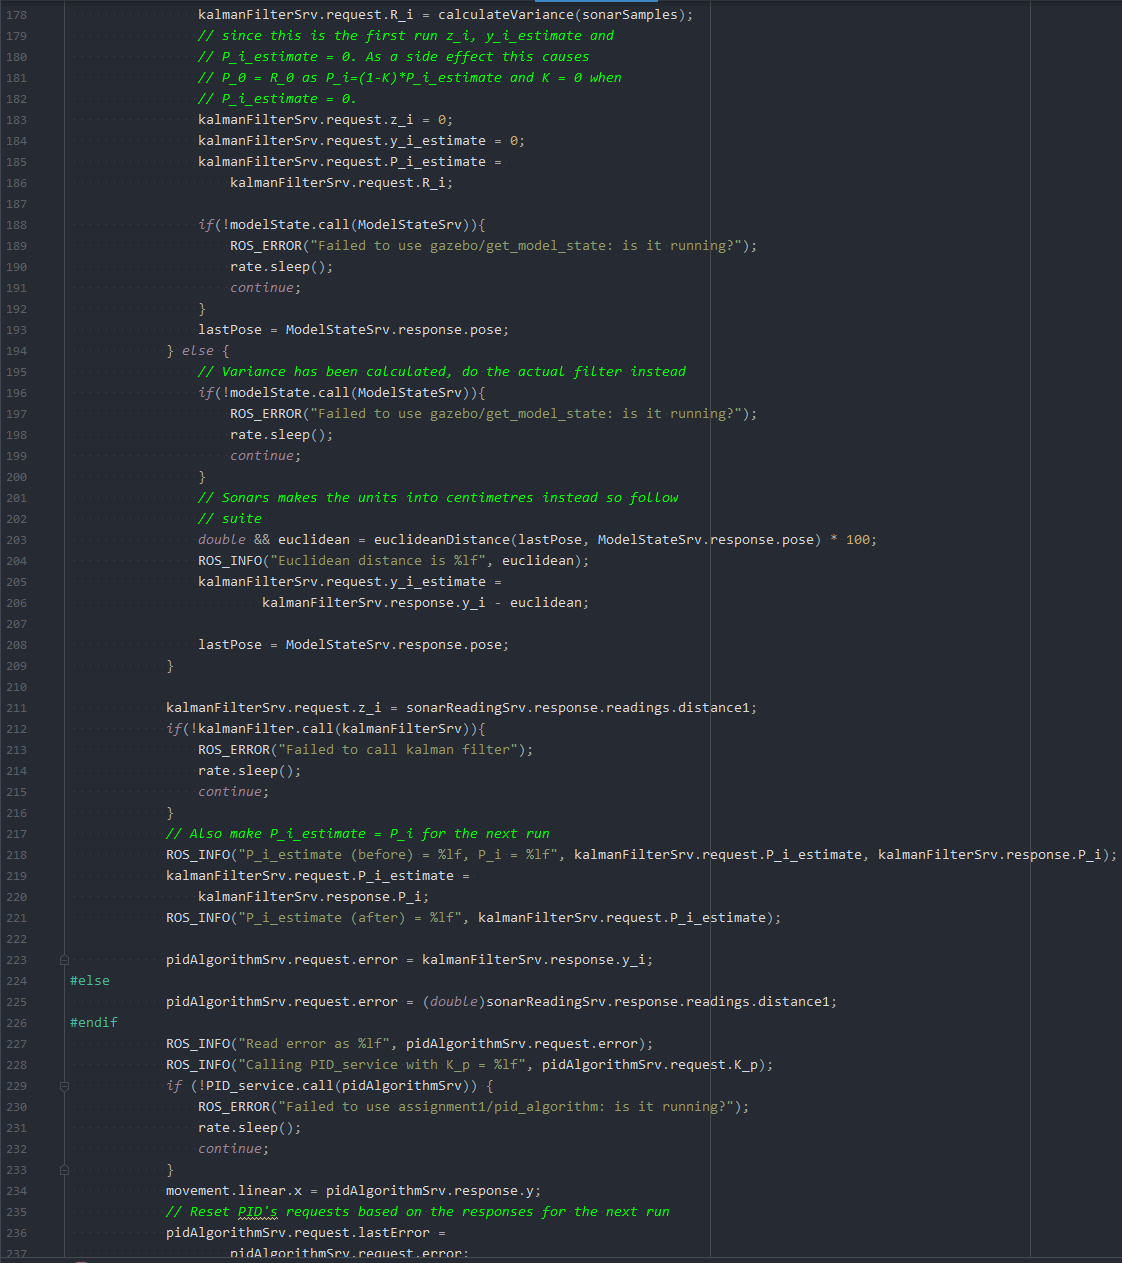 178 kalmanFilterSrv.request.R_i = calculateVariance(sonarSamples);
179 // since this is the first run z_i, y_i_estimate and
180 // P_i_estimate = 0. As a side effect this causes
181 // P_0 = R_0 as P_i=(1-K)*P_i_estimate and K = 0 when
182 // P_i_estimate = 0.
183 kalmanFilterSrv.request.z_i = 0;
184 kalmanFilterSrv.request.y_i_estimate = 0;
185 kalmanFilterSrv.request.P_i_estimate =
186 kalmanFilterSrv.request.R_i;
187
188 if(!modelState.call(ModelStateSrv)){
189 ROS_ERROR("Failed to use gazebo/get_model_state: is it running?");
190 rate.sleep();
191 continue;
192 }
193 lastPose = ModelStateSrv.response.pose;
194 } else {
195 // Variance has been calculated, do the actual filter instead
196 if(!modelState.call(ModelStateSrv)){
197 ROS_ERROR("Failed to use gazebo/get_model_state: is it running?");
198 rate.sleep();
199 continue;
200 }
201 // Sonars makes the units into centimetres instead so follow
202 // suite
203 double && euclidean = euclideanDistance(lastPose, ModelStateSrv.response.pose) * 100;
204 ROS_INFO("Euclidean distance is %lf", euclidean);
205 kalmanFilterSrv.request.y_i_estimate =
206 kalmanFilterSrv.response.y_i - euclidean;
207
208 lastPose = ModelStateSrv.response.pose;
209 }
210
211 kalmanFilterSrv.request.z_i = sonarReadingSrv.response.readings.distance1;
212 if(!kalmanFilter.call(kalmanFilterSrv)){
213 ROS_ERROR("Failed to call kalman filter");
214 rate.sleep();
215 continue;
216 }
217 // Also make P_i_estimate = P_i for the next run
218 ROS_INFO("P_i_estimate (before) = %lf, P_i = %lf", kalmanFilterSrv.request.P_i_estimate, kalmanFilterSrv.response.P_i);
219 kalmanFilterSrv.request.P_i_estimate =
220 kalmanFilterSrv.response.P_i;
221 ROS_INFO("P_i_estimate (after) = %lf", kalmanFilterSrv.request.P_i_estimate);
222
223 pidAlgorithmSrv.request.error = kalmanFilterSrv.response.y_i;
224 #else
225 pidAlgorithmSrv.request.error = (double)sonarReadingSrv.response.readings.distance1;
226 #endif
227 ROS_INFO("Read error as %lf", pidAlgorithmSrv.request.error);
228 ROS_INFO("Calling PID_service with K_p = %lf", pidAlgorithmSrv.request.K_p);
229 if (!PID_service.call(pidAlgorithmSrv)) {
230 ROS_ERROR("Failed to use assignment1/pid_algorithm: is it running?");
231 rate.sleep();
232 continue;
233 }
234 movement.linear.x = pidAlgorithmSrv.response.y;
235 // Reset PID's requests based on the responses for the next run
236 pidAlgorithmSrv.request.lastError =
237 pidAlgorithmSrv.request.error;